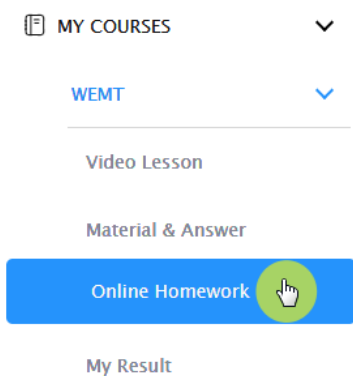 MY COURSES
WEMT
Video Lesson
Material & Answer
Online Homework
My Result